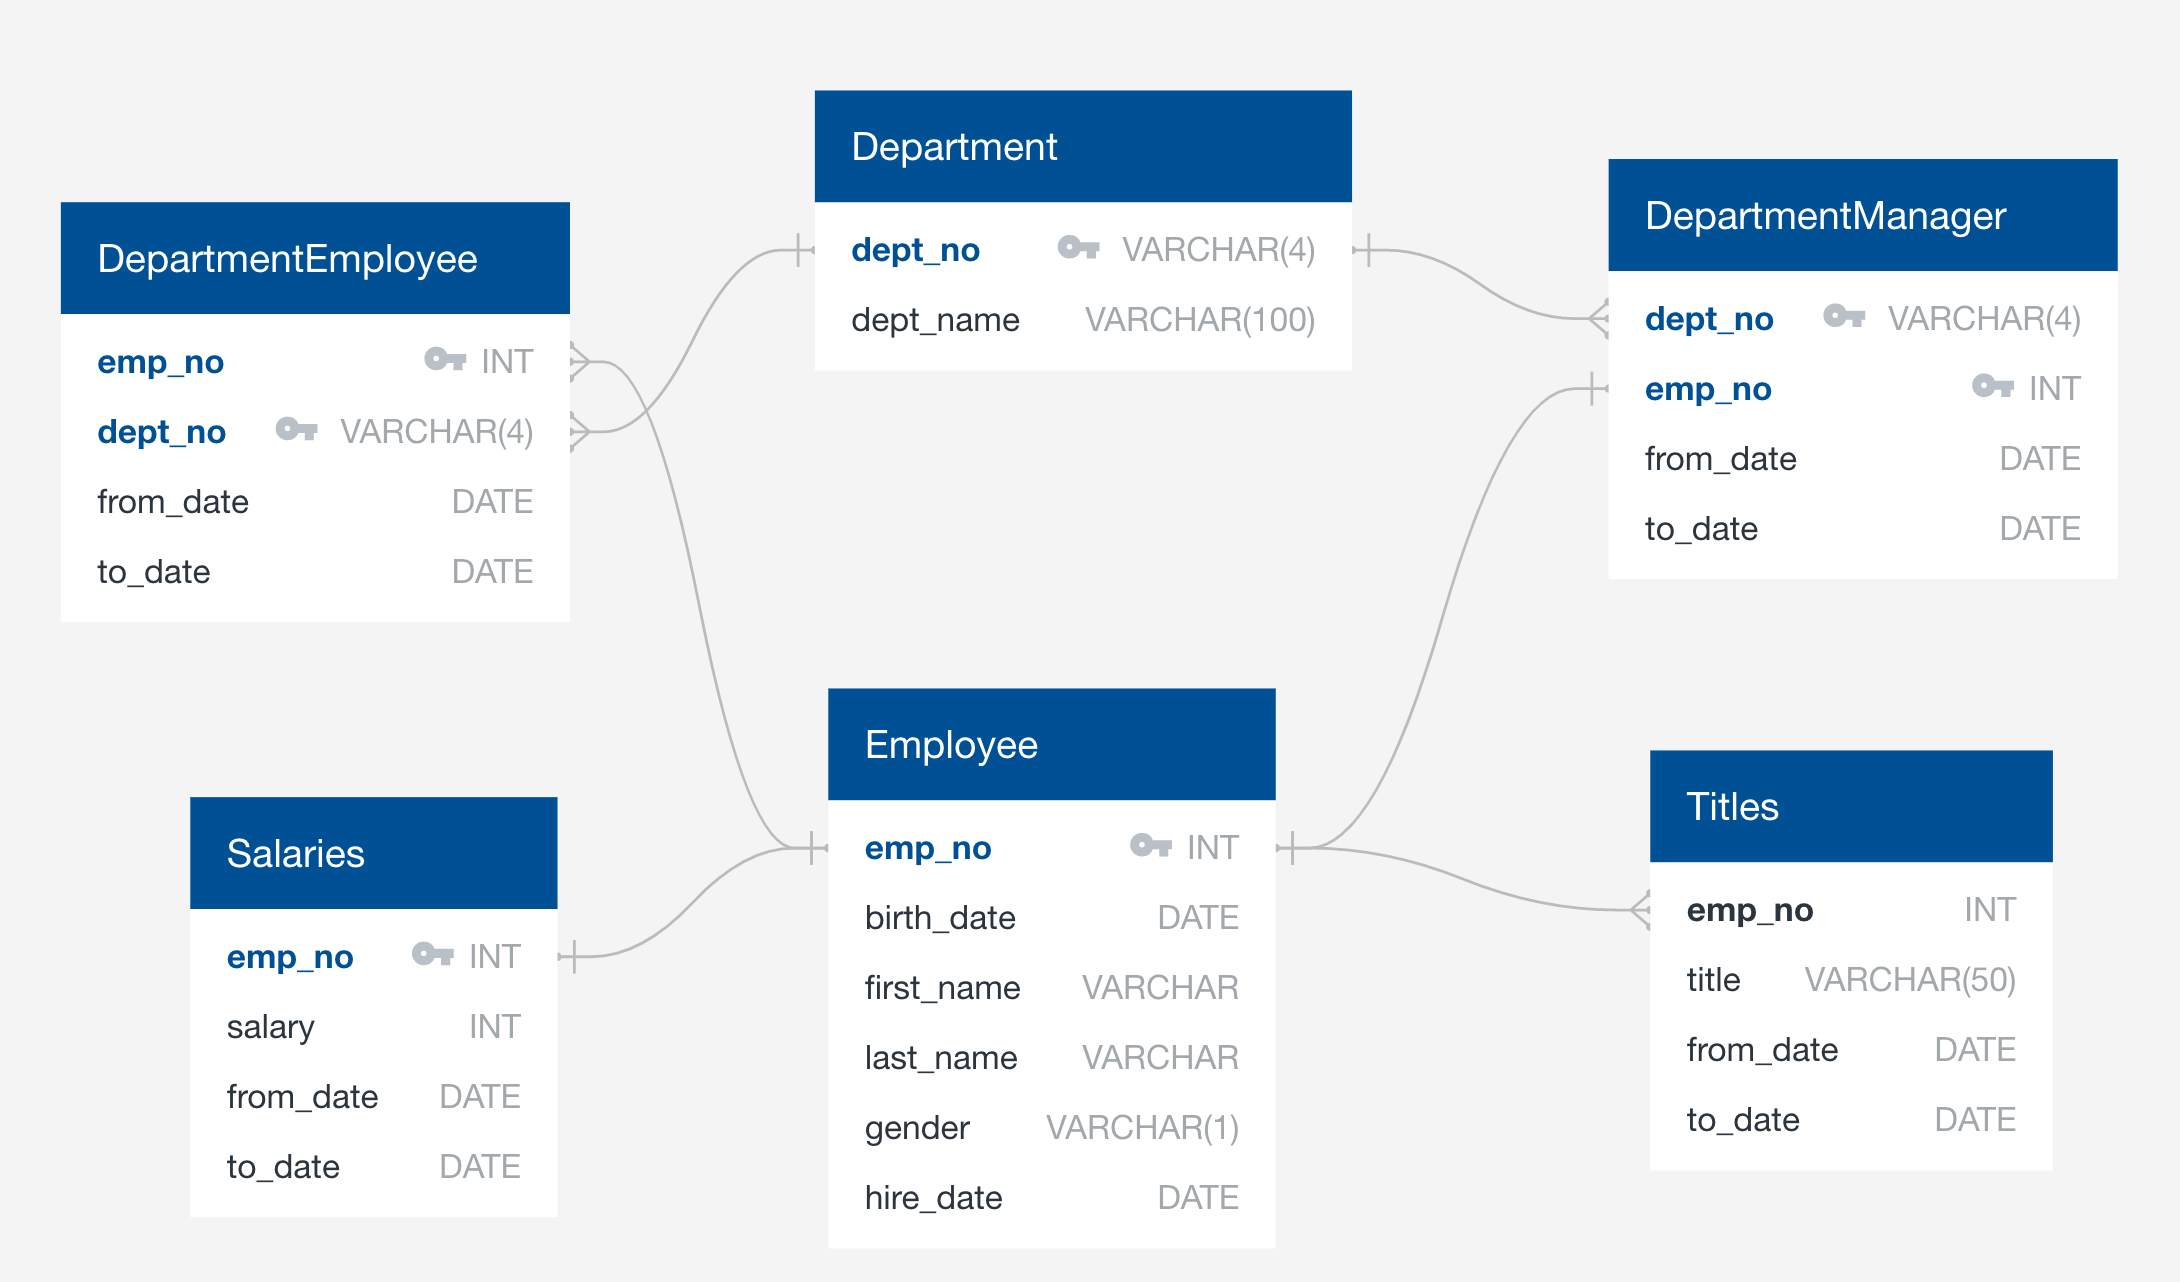 Department
dept_no VARCHAR(4)
dept_name VARCHAR(100)
DepartmentManager
dept_no VARCHAR(4)
emp_no INT
from_date DATE
to_date DATE
DepartmentEmployee
emp_no INT
dept_no VARCHAR(4)
from_date DATE
to_date DATE
Employee
emp_no INT
birth_date DATE
first_name VARCHAR
last_name VARCHAR
gender VARCHAR(1)
hire_date DATE
Titles
emp_no INT
title VARCHAR(50)
from_date DATE
to_date DATE
Salaries
emp_no INT
salary INT
from_date DATE
to_date DATE